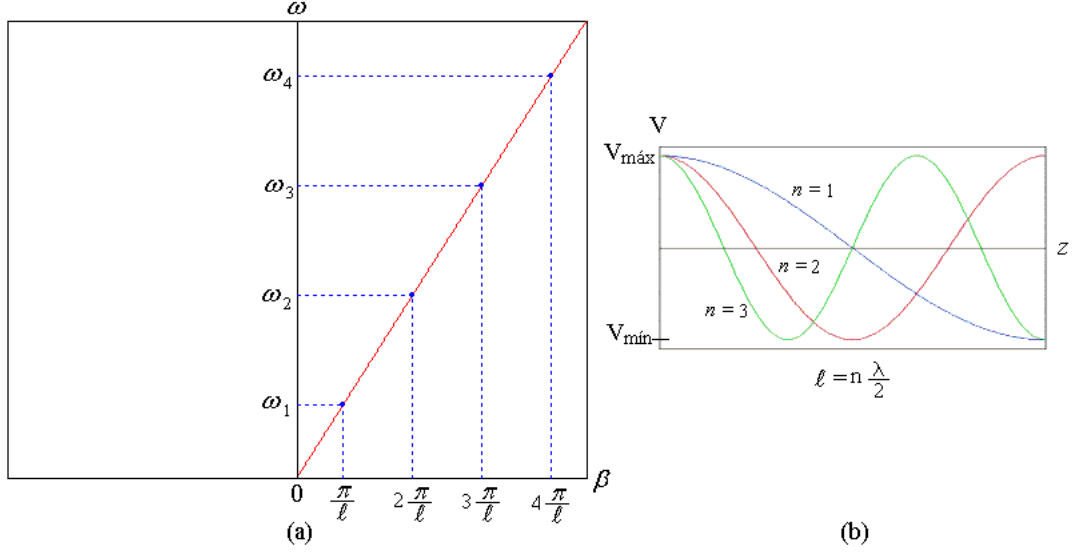 ω
ω₄
ω₃
ω₂
ω₁
0
π/ℓ
2 π/ℓ
3 π/ℓ
4 π/ℓ
β
(a)
V
Vmáx
Vmín
n = 1
n = 2
n = 3
z
ℓ = n λ/2
(b)